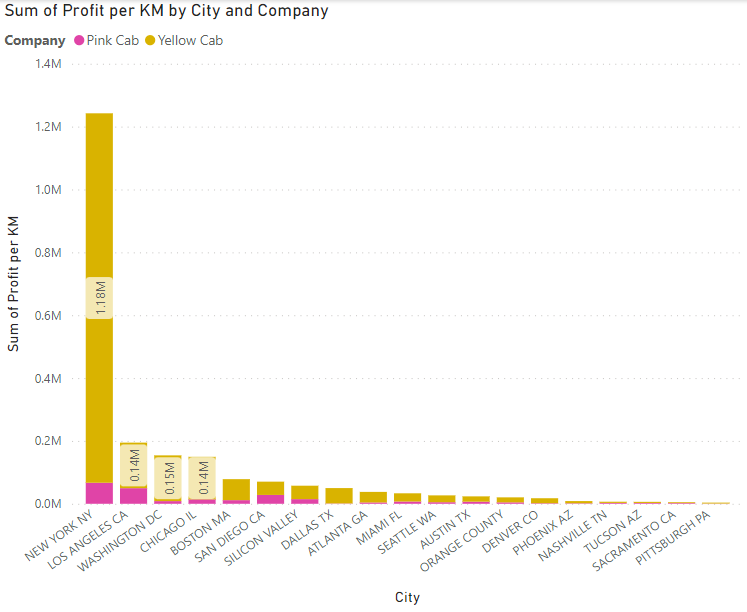 Sum of Profit per KM by City and Company
Company Pink Cab Yellow Cab
1.4M
1.2M
1.0M
0.8M
0.6M
0.4M
0.2M
0.0M
Sum of Profit per KM
1.18M
0.14M
0.15M
0.14M
NEW YORK NY
LOS ANGELES CA
WASHINGTON DC
CHICAGO IL
BOSTON MA
SAN DIEGO CA
SILICON VALLEY
DALLAS TX
ATLANTA GA
MIAMI FL
SEATTLE WA
AUSTIN TX
ORANGE COUNTY
DENVER CO
PHOENIX AZ
NASHVILLE TN
TUCSON AZ
SACRAMENTO CA
PITTSBURGH PA
City